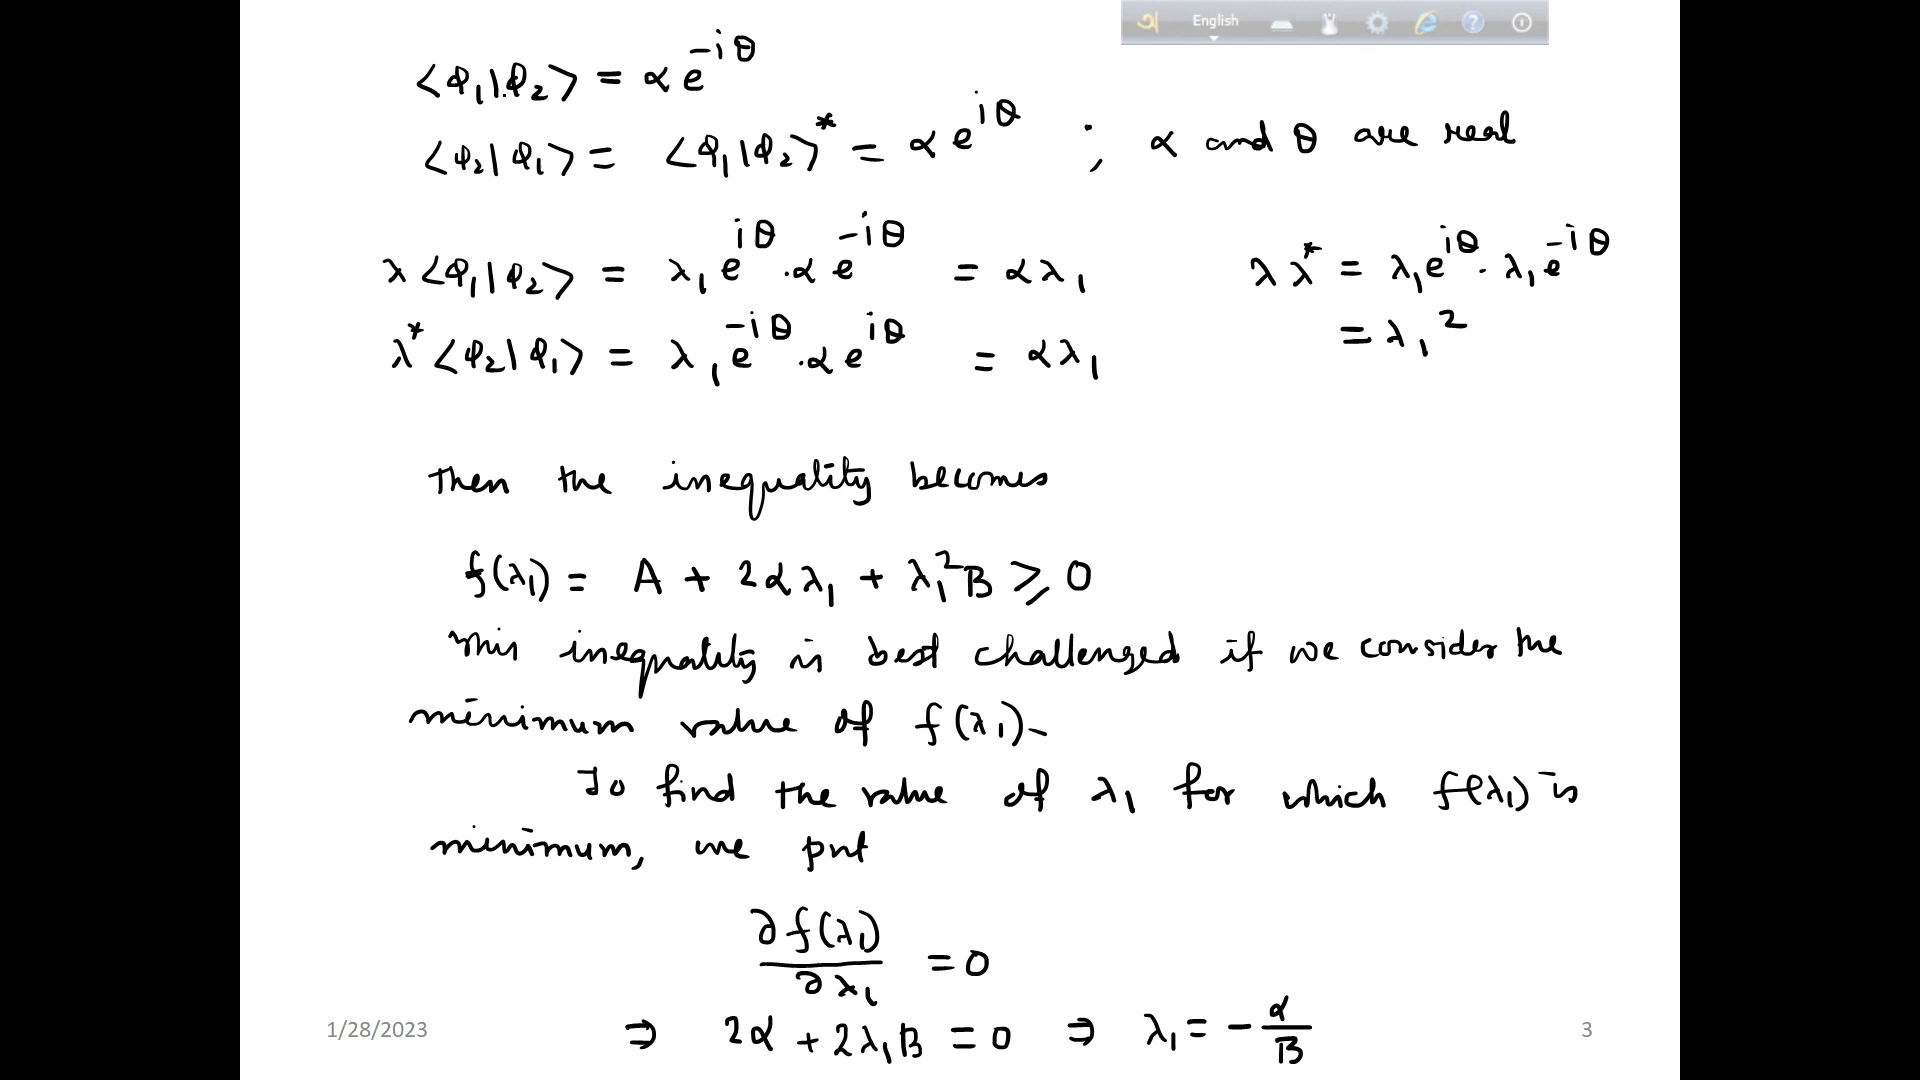 অ English
<φ₁|φ₂> = α e^{-iθ}
<φ₂|φ₁> = <φ₁|φ₂>* = α e^{iθ} ; α and θ are real
λ<φ₁|φ₂> = λ₁ e^{iθ} . α e^{-iθ} = αλ₁ λλ* = λ₁e^{iθ} . λ₁e^{-iθ}
= λ₁²
λ*<φ₂|φ₁> = λ₁ e^{-iθ} . α e^{iθ} = αλ₁
Then the inequality becomes
f(λ₁) = A + 2αλ₁ + λ₁²B ⩾ 0
This inequality is best challenged if we consider the
minimum value of f(λ₁).
To find the value of λ₁ for which f(λ₁) is
minimum, we put
∂f(λ₁)/∂λ₁ = 0
⇒ 2α + 2λ₁B = 0 ⇒ λ₁ = -α/B
1/28/2023 3